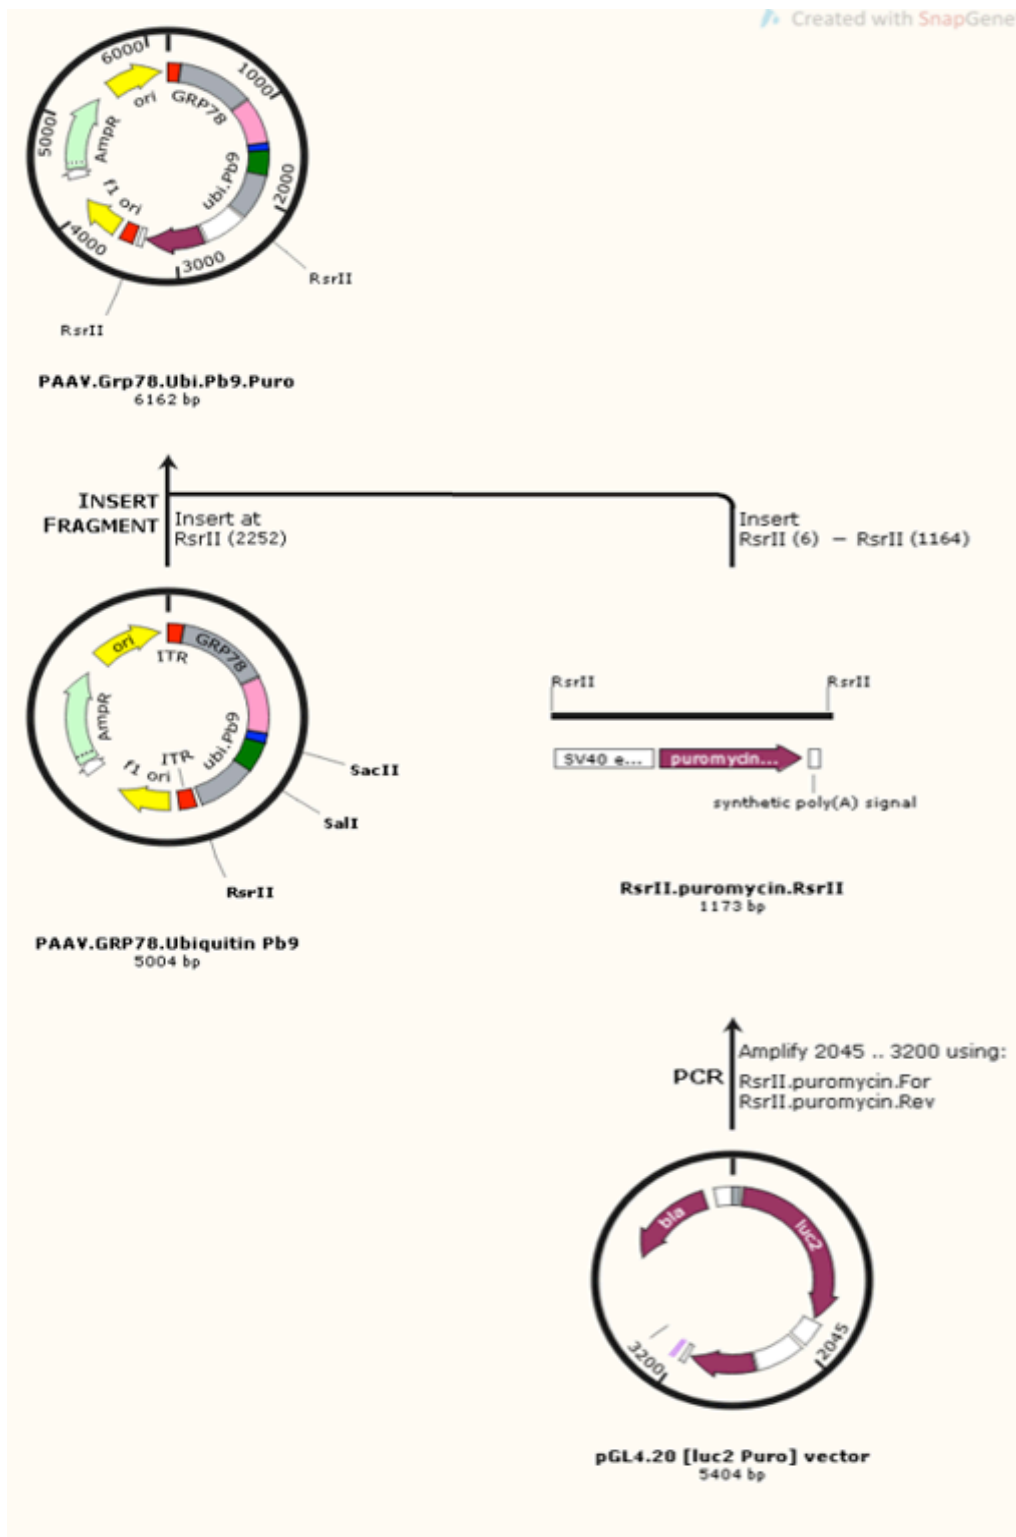 Created with SnapGene
6000
1000
ori
GRP78
5000
AmpR
ubi.Pb9
2000
f1 ori
4000
3000
RsrII
RsrII
PAAV.Grp78.Ubi.Pb9.Puro
6162 bp
INSERT
FRAGMENT
Insert at
RsrII (2252)
Insert
RsrII (6) – RsrII (1164)
ori
GRP78
ITR
AmpR
ubi.Pb9
ITR
f1 ori
SacII
SalI
RsrII
PAAV.GRP78.Ubiquitin Pb9
5004 bp
RsrII
RsrII
SV40 e...
puromycin...
synthetic poly(A) signal
RsrII.puromycin.RsrII
1173 bp
PCR
Amplify 2045 .. 3200 using:
RsrII.puromycin.For
RsrII.puromycin.Rev
bla
luc2
2045
3200
pGL4.20 [luc2 Puro] vector
5404 bp